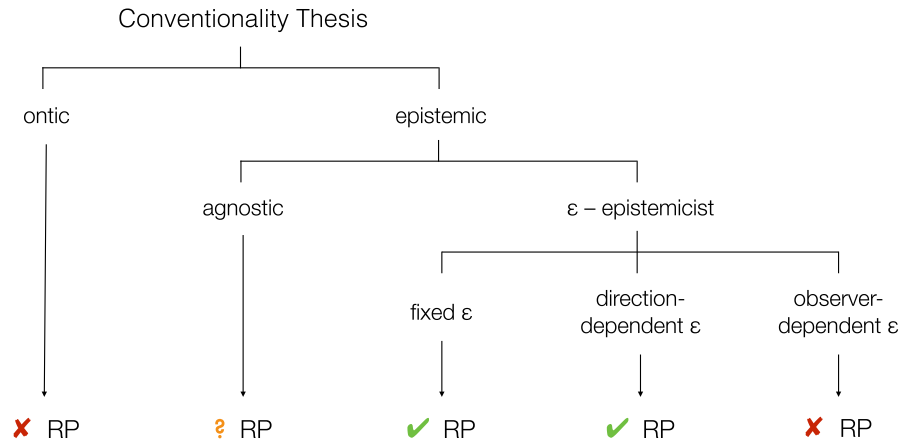 Conventionality Thesis
ontic
epistemic
agnostic
ε – epistemicist
fixed ε
direction-
dependent ε
observer-
dependent ε
✘ RP
? RP
✔ RP
✔ RP
✘ RP